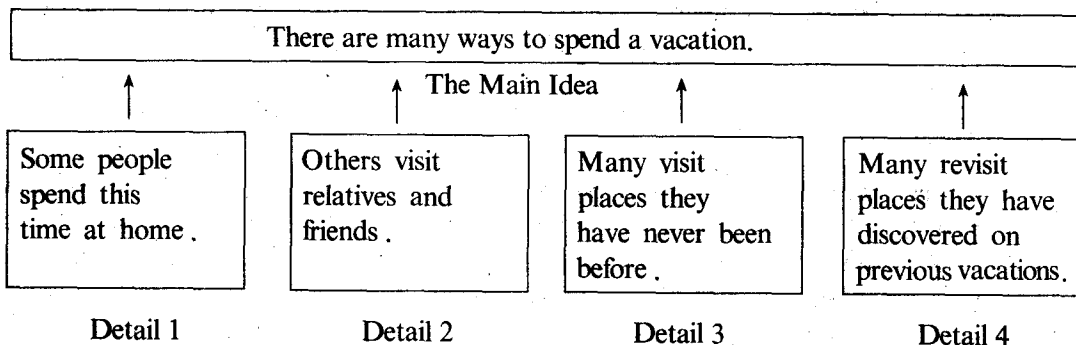 There are many ways to spend a vacation.
The Main Idea
Some people
spend this
time at home.
Others visit
relatives and
friends.
Many visit
places they
have never been
before.
Many revisit
places they have
discovered on
previous vacations.
Detail 1
Detail 2
Detail 3
Detail 4